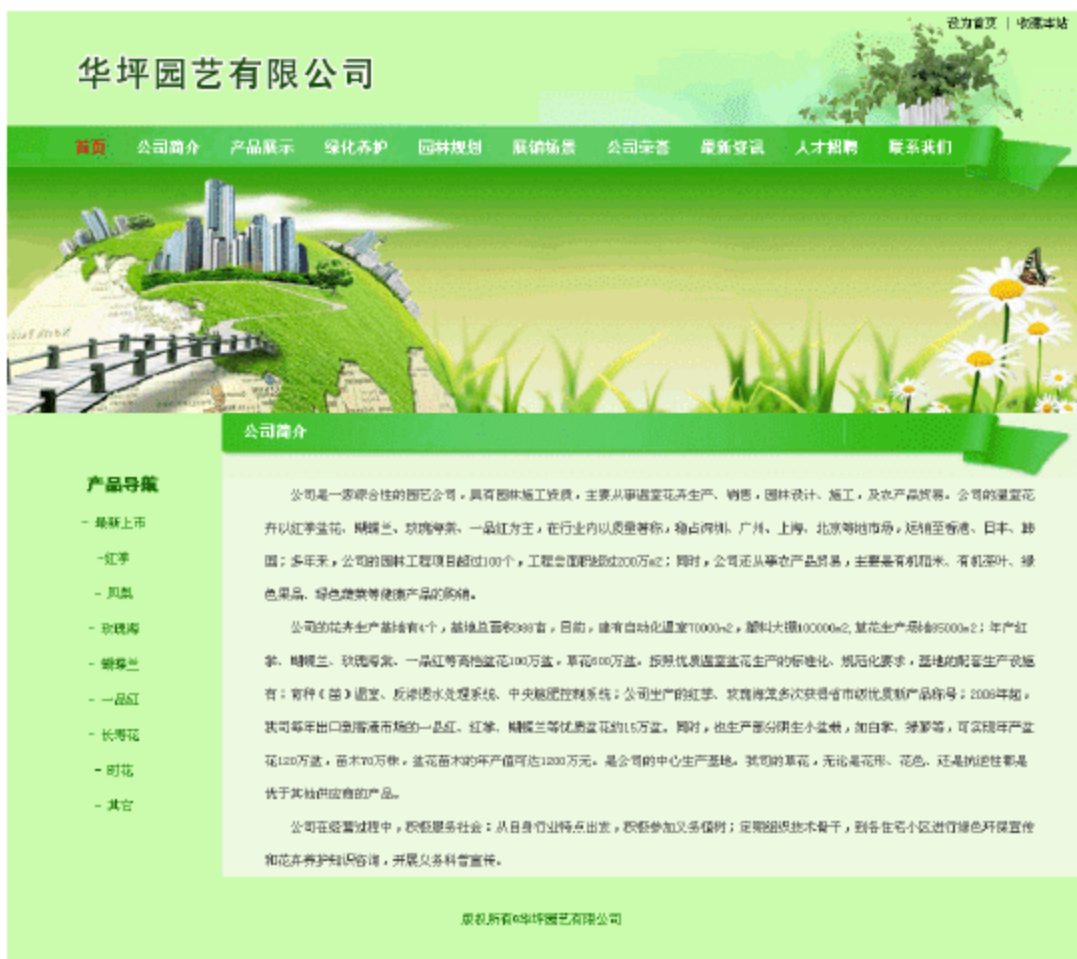 设为首页 | 收藏本站
华坪园艺有限公司
首页 公司简介 产品展示 绿化养护 园林规划 展销场景 公司荣誉 最新资讯 人才招聘 联系我们
公司简介
产品导航
- 最新上市
-红掌
- 凤凰
- 玫瑰海
- 蝴蝶兰
- 一品红
- 长寿花
- 时花
- 其它
公司是一家综合性的园艺公司，具有园林施工资质，主要从事温室花卉生产、销售，园林设计、施工，及农产品贸易。公司的温室花
卉以红掌盆花、蝴蝶兰、玫瑰海棠、一品红为主，在行业内以质量著称，稳占深圳、广州、上海、北京等地市场，远销至香港、日本、韩
国；多年来，公司的园林工程项目超过100个，工程总面积超过200万m2；同时，公司还从事农产品贸易，主要是有机稻米、有机茶叶、绿
色果品、绿色蔬菜等健康产品的购销。
公司的花卉生产基地有4个，基地总面积388亩，目前，建有自动化温室70000m2，塑料大棚100000m2,草花生产场地85000m2；年产红
掌、蝴蝶兰、玫瑰海棠、一品红等高档盆花100万盆，草花600万盆。按照优质温室盆花生产的标准化、规范化要求，基地的配套生产设施
有：育种（苗）温室、反渗透水处理系统、中央施肥控制系统；公司生产的红掌、玫瑰海棠多次获得省市级优质新产品称号；2006年起，
我司每年出口到香港市场的一品红、红掌、蝴蝶兰等优质盆花约15万盆。同时，也生产部分阴生小盆栽，如白掌、绿萝等，可实现年产盆
花120万盆，苗木70万株，盆花苗木的年产值可达1200万元。是公司的中心生产基地。我司的草花，无论是花形、花色、还是抗逆性都是
优于其他供应商的产品。
公司在经营过程中，积极服务社会：从自身行业特点出发，积极参加义务植树；定期组织技术骨干，到各住宅小区进行绿色环保宣传
和花卉养护知识咨询，开展义务科普宣传。
版权所有©华坪园艺有限公司